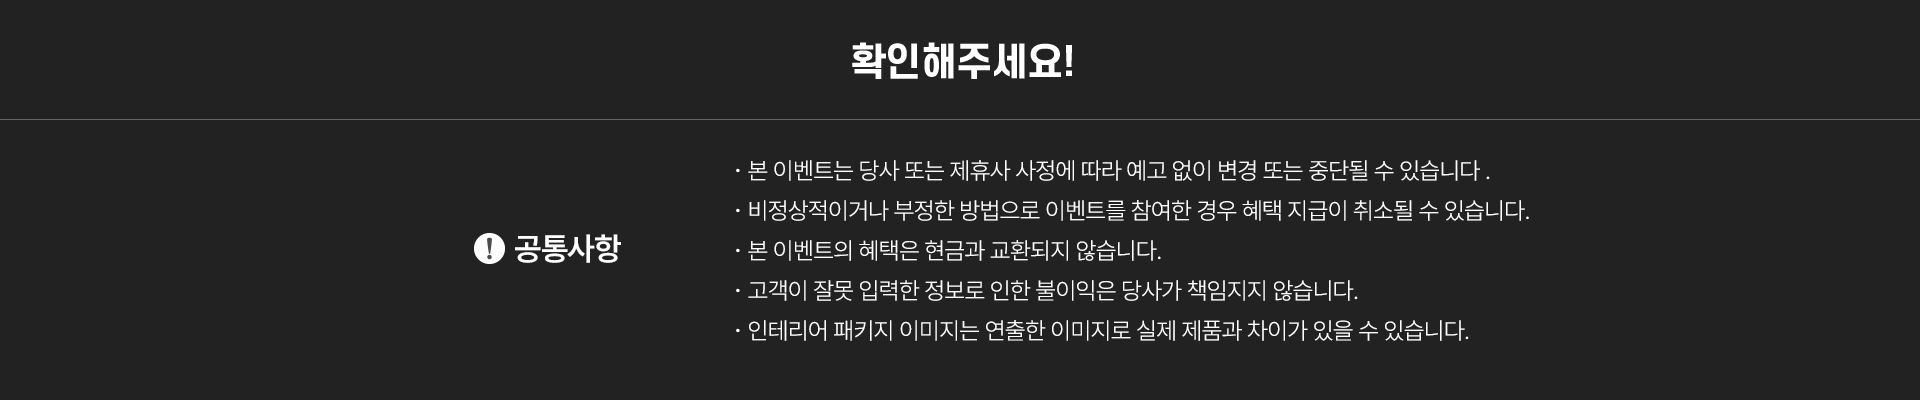 확인해주세요!
! 공통사항
· 본 이벤트는 당사 또는 제휴사 사정에 따라 예고 없이 변경 또는 중단될 수 있습니다 .
· 비정상적이거나 부정한 방법으로 이벤트를 참여한 경우 혜택 지급이 취소될 수 있습니다.
· 본 이벤트의 혜택은 현금과 교환되지 않습니다.
· 고객이 잘못 입력한 정보로 인한 불이익은 당사가 책임지지 않습니다.
· 인테리어 패키지 이미지는 연출한 이미지로 실제 제품과 차이가 있을 수 있습니다.